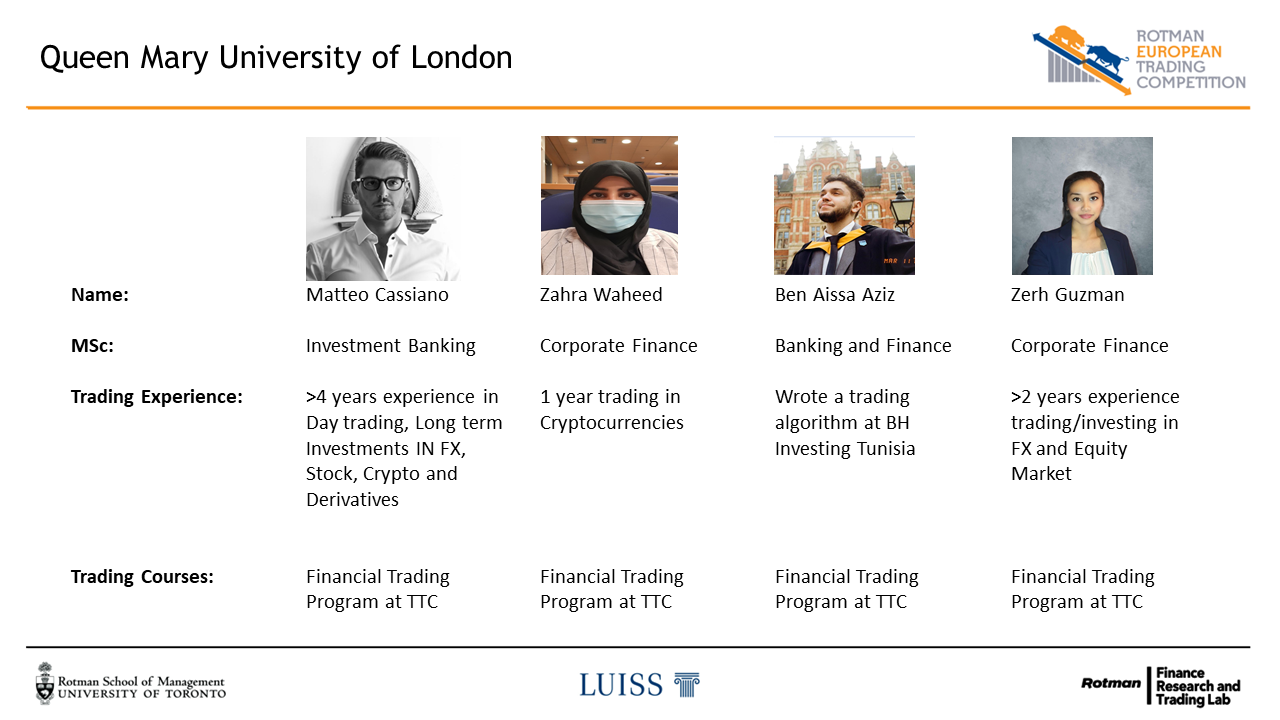 Queen Mary University of London
ROTMAN
EUROPEAN
TRADING
COMPETITION
MAR 11
Name:
Matteo Cassiano
Zahra Waheed
Ben Aissa Aziz
Zerh Guzman
MSc:
Investment Banking
Corporate Finance
Banking and Finance
Corporate Finance
Trading Experience:
>4 years experience in
Day trading, Long term
Investments IN FX,
Stock, Crypto and
Derivatives
1 year trading in
Cryptocurrencies
Wrote a trading
algorithm at BH
Investing Tunisia
>2 years experience
trading/investing in
FX and Equity
Market
Trading Courses:
Financial Trading
Program at TTC
Financial Trading
Program at TTC
Financial Trading
Program at TTC
Financial Trading
Program at TTC
Rotman School of Management
UNIVERSITY OF TORONTO
LUISS
Rotman
Finance
Research and
Trading Lab